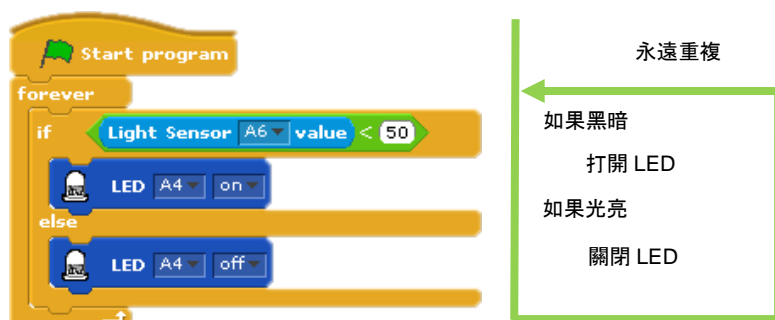 Start program
forever
if Light Sensor A6 value < 50
LED A4 on
else
LED A4 off
永遠重複
如果黑暗
打開 LED
如果光亮
關閉 LED